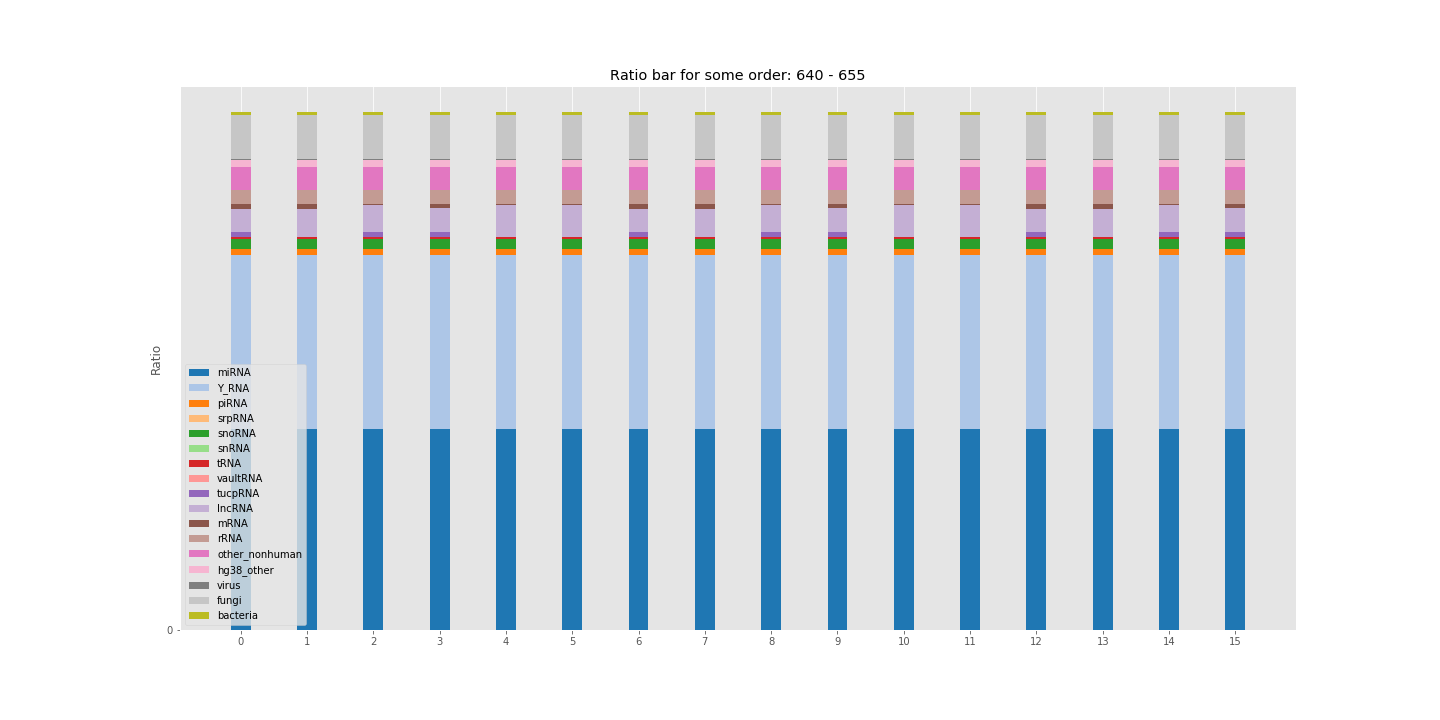 Ratio bar for some order: 640 - 655
Ratio
miRNA
Y_RNA
piRNA
srpRNA
snoRNA
snRNA
tRNA
vaultRNA
tucpRNA
lncRNA
mRNA
rRNA
other_nonhuman
hg38_other
virus
fungi
bacteria
0
0 1 2 3 4 5 6 7 8 9 10 11 12 13 14 15